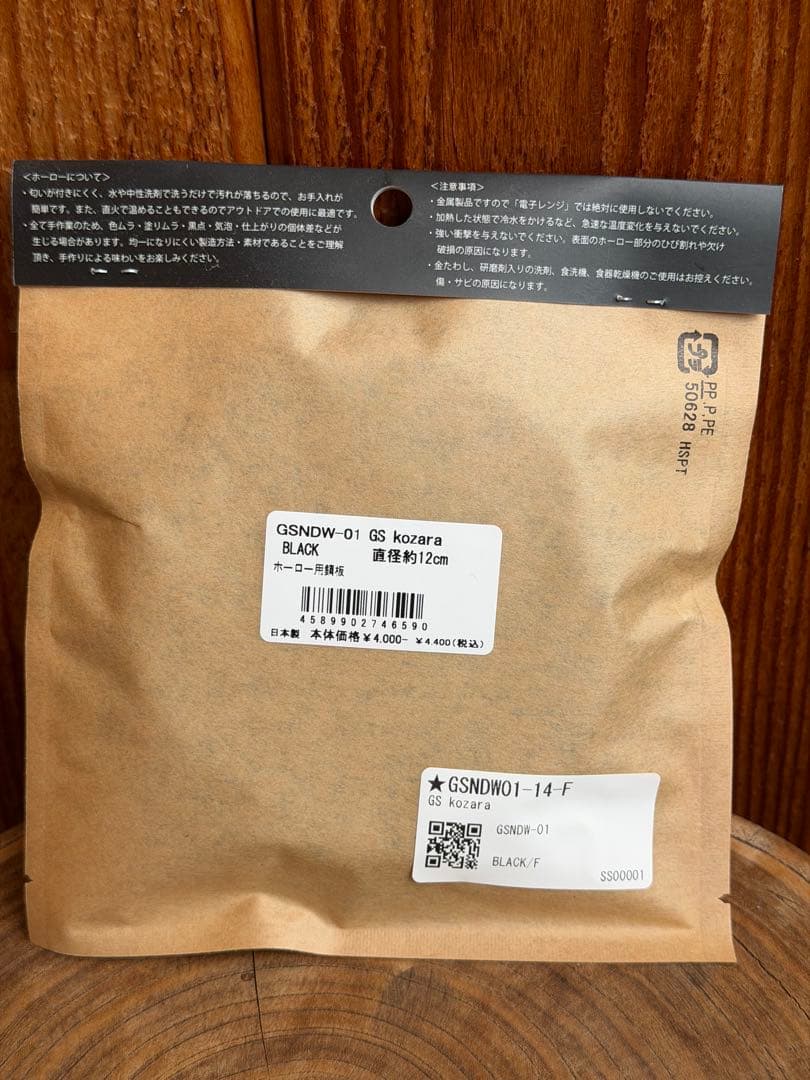 <ホーローについて>
・匂いが付きにくく、水や中性洗剤で洗うだけで汚れが落ちるので、お手入れが
簡単です。また、直火で温めることもできるのでアウトドアでの使用に最適です。
・全て手作業のため、色ムラ・塗りムラ・黒点・気泡・仕上がりの個体差などが
生じる場合があります。均一になりにくい製造方法・素材であることをご理解
頂き、手作りによる味わいをお楽しみください。
<注意事項>
・金属製品ですので「電子レンジ」では絶対に使用しないでください。
・加熱した状態で冷水をかけるなど、急速な温度変化を与えないでください。
・強い衝撃を与えないでください。表面のホーロー部分のひび割れや欠け
破損の原因になります。
・金たわし、研磨剤入りの洗剤、食洗機、食器乾燥機のご使用はお控えください。
傷・サビの原因になります。
PP,P,PE
50628 HSPT
GSNDW-01 GS kozara
BLACK 直径約12cm
ホーロー用鋼板
4589902746590
日本製 本体価格¥4,000- ¥4,400(税込)
★GSNDW01-14-F
GS kozara
GSNDW-01
BLACK/F
SS00001